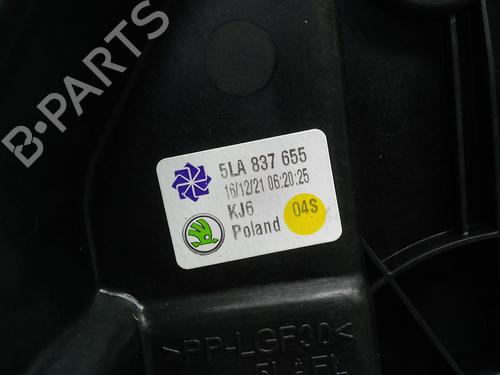 B-PARTS
5LA 837 655
16/12/21 06:20:25
KJ6
04S
Poland
>PP-LGF30<